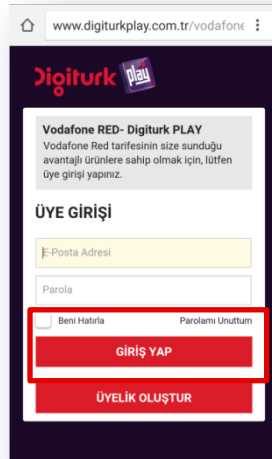 www.digiturkplay.com.tr/vodafone
Digiturk play
Vodafone RED- Digiturk PLAY
Vodafone Red tarifesinin size sunduğu
avantajlı ürünlere sahip olmak için, lütfen
üye girişi yapınız.
ÜYE GİRİŞİ
E-Posta Adresi
Parola
Beni Hatırla Parolamı Unuttum
GİRİŞ YAP
ÜYELİK OLUŞTUR